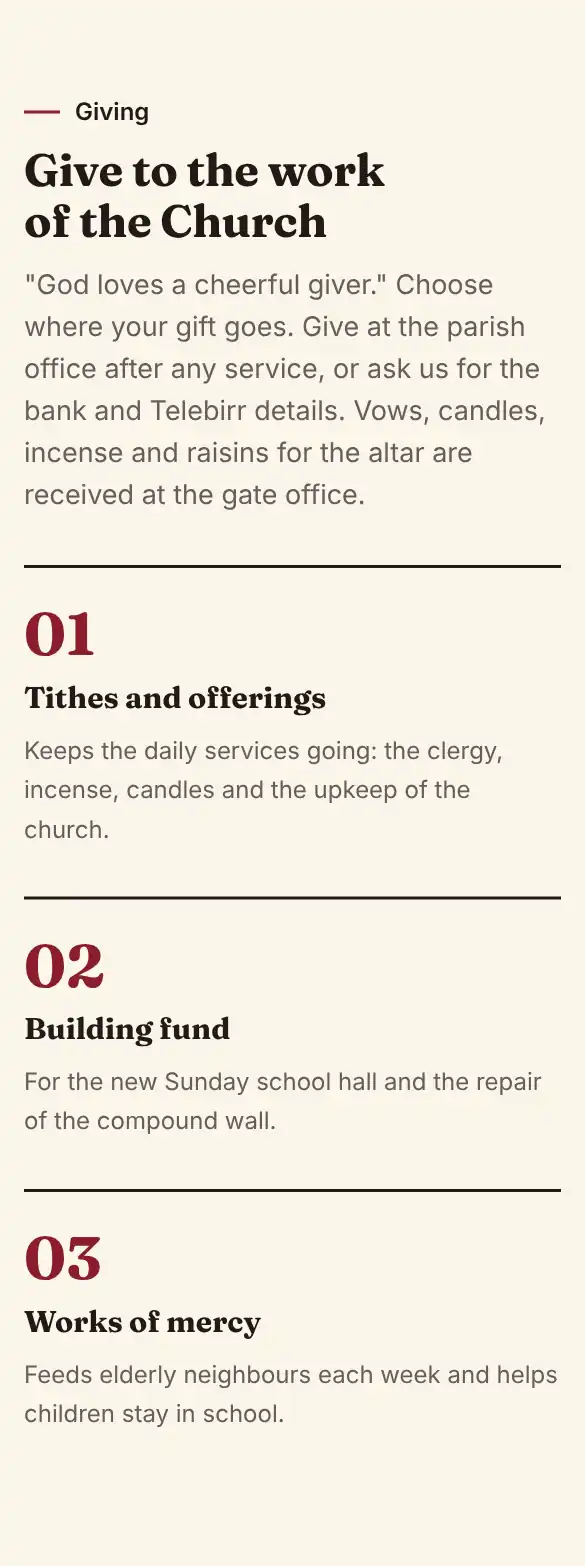 Giving
Give to the work
of the Church
"God loves a cheerful giver." Choose
where your gift goes. Give at the parish
office after any service, or ask us for the
bank and Telebirr details. Vows, candles,
incense and raisins for the altar are
received at the gate office.
01
Tithes and offerings
Keeps the daily services going: the clergy,
incense, candles and the upkeep of the
church.
02
Building fund
For the new Sunday school hall and the repair
of the compound wall.
03
Works of mercy
Feeds elderly neighbours each week and helps
children stay in school.